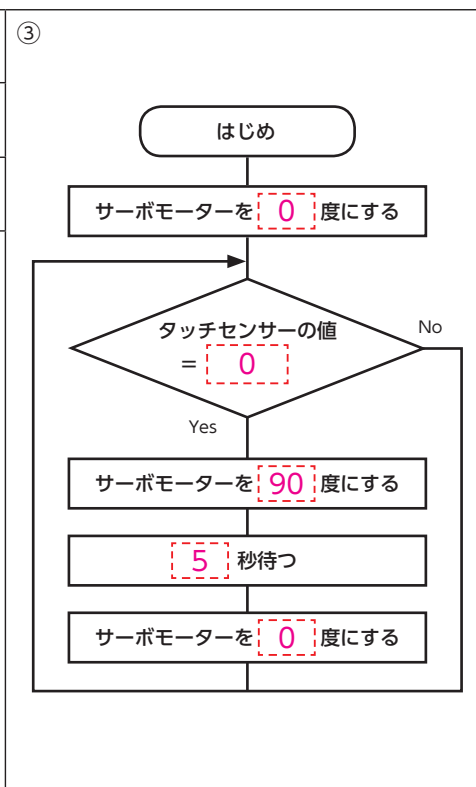 ③
はじめ
サーボモーターを 0 度にする
タッチセンサーの値
= 0
No
Yes
サーボモーターを 90 度にする
5 秒待つ
サーボモーターを 0 度にする